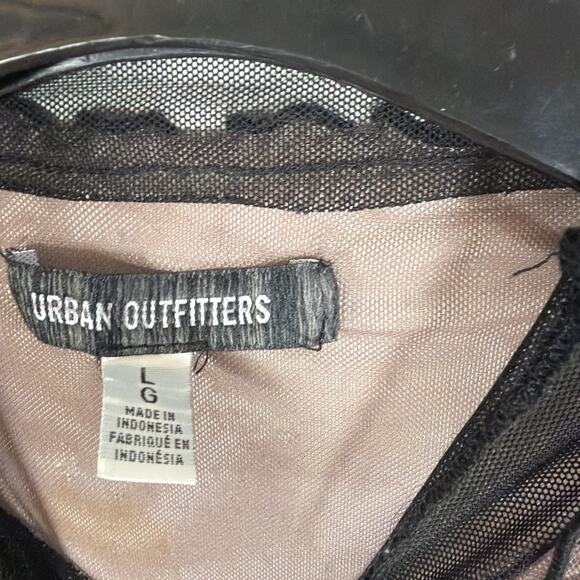 URBAN OUTFITTERS
L
G
MADE IN
INDONESIA
FABRIQUÉ EN
INDONÉSIA